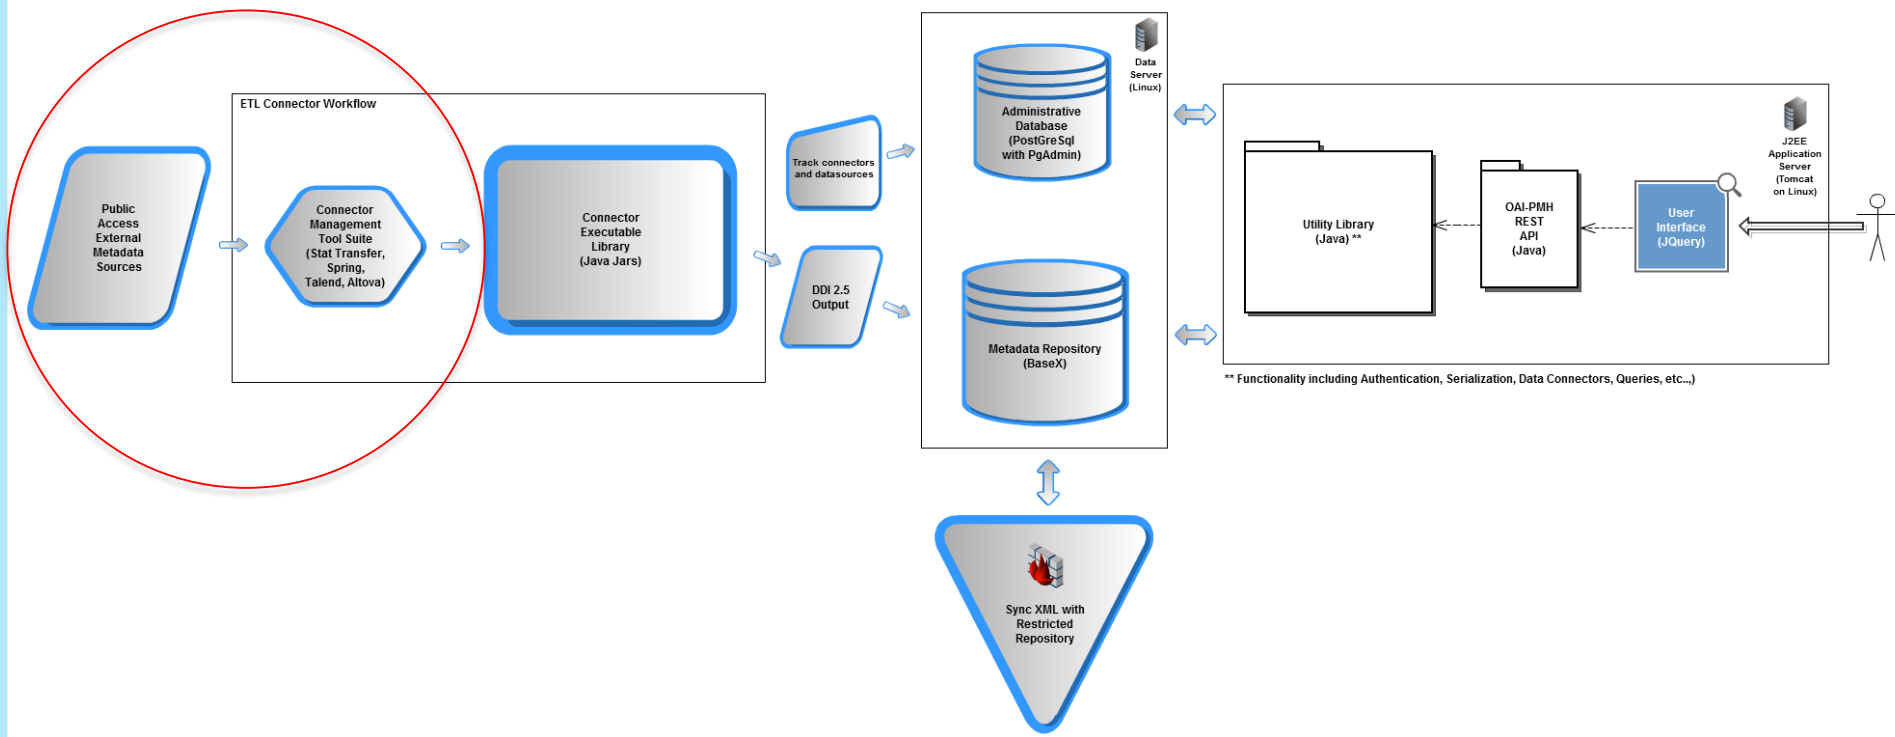 ETL Connector Workflow
Public
Access
External
Metadata
Sources
Connector
Management
Tool Suite
(Stat Transfer,
Spring,
Talend, Altova)
Connector
Executable
Library
(Java Jars)
Track connectors
and datasources
DDI 2.5
Output
Data
Server
(Linux)
Administrative
Database
(PostGreSql
with PgAdmin)
Metadata Repository
(BaseX)
Sync XML with
Restricted
Repository
J2EE
Application
Server
(Tomcat
on Linux)
Utility Library
(Java) **
OAI-PMH
REST
API
(Java)
User
Interface
(JQuery)
** Functionality including Authentication, Serialization, Data Connectors, Queries, etc..,)